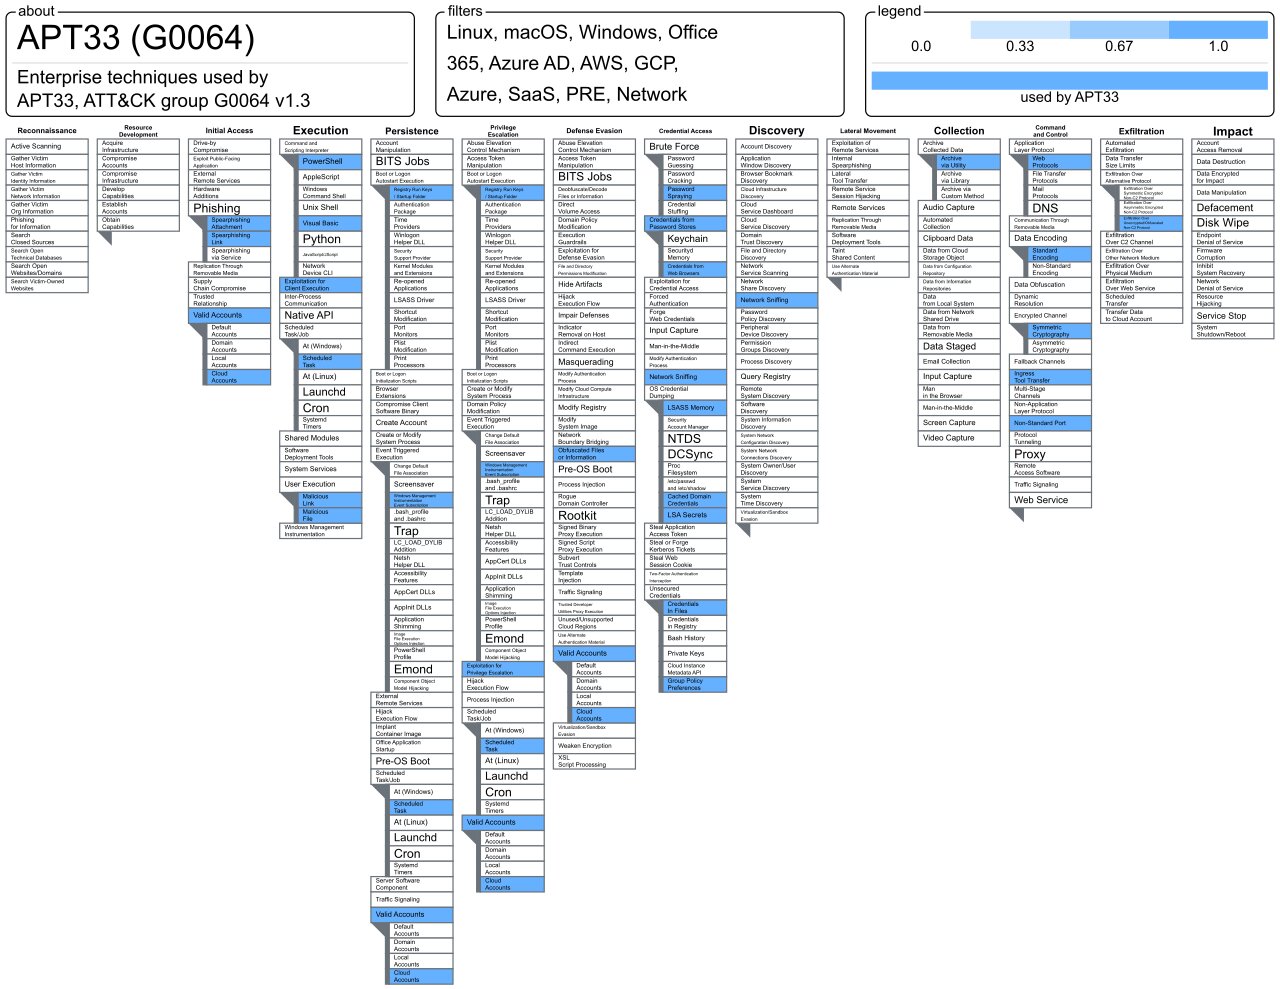 about
APT33 (G0064)
Enterprise techniques used by
APT33, ATT&CK group G0064 v1.3
filters
Linux, macOS, Windows, Office
365, Azure AD, AWS, GCP,
Azure, SaaS, PRE, Network
legend
0.0 0.33 0.67 1.0
used by APT33
Reconnaissance
Active Scanning
Gather Victim
Host Information
Gather Victim
Identity Information
Gather Victim
Network Information
Gather Victim
Org Information
Phishing
for Information
Search
Closed Sources
Search Open
Technical Databases
Search Open
Websites/Domains
Search Victim-Owned
Websites
Resource
Development
Acquire
Infrastructure
Compromise
Accounts
Compromise
Infrastructure
Develop
Capabilities
Establish
Accounts
Obtain
Capabilities
Initial Access
Drive-by
Compromise
Exploit Public-Facing
Application
External
Remote Services
Hardware
Additions
Phishing
Spearphishing
Attachment
Spearphishing
Link
Spearphishing
via Service
Replication Through
Removable Media
Supply
Chain Compromise
Trusted
Relationship
Valid Accounts
Default
Accounts
Domain
Accounts
Local
Accounts
Cloud
Accounts
Execution
Command and
Scripting Interpreter
PowerShell
AppleScript
Windows
Command Shell
Unix Shell
Visual Basic
Python
JavaScript/JScript
Network
Device CLI
Exploitation for
Client Execution
Inter-Process
Communication
Native API
Scheduled
Task/Job
At (Windows)
Scheduled
Task
At (Linux)
Launchd
Cron
Systemd
Timers
Shared Modules
Software
Deployment Tools
System Services
User Execution
Malicious
Link
Malicious
File
Windows Management
Instrumentation
Persistence
Account
Manipulation
BITS Jobs
Boot or Logon
Autostart Execution
Registry Run Keys
/ Startup Folder
Authentication
Package
Time
Providers
Winlogon
Helper DLL
Security
Support Provider
Kernel Modules
and Extensions
Re-opened
Applications
LSASS Driver
Shortcut
Modification
Port
Monitors
Plist
Modification
Print
Processors
Boot or Logon
Initialization Scripts
Browser
Extensions
Compromise Client
Software Binary
Create Account
Create or Modify
System Process
Event Triggered
Execution
Change Default
File Association
Screensaver
Windows Management
Instrumentation
Event Subscription
.bash_profile
and .bashrc
Trap
LC_LOAD_DYLIB
Addition
Netsh
Helper DLL
Accessibility
Features
AppCert DLLs
AppInit DLLs
Application
Shimming
Image
File Execution
Options Injection
PowerShell
Profile
Emond
Component Object
Model Hijacking
External
Remote Services
Hijack
Execution Flow
Implant
Container Image
Office Application
Startup
Pre-OS Boot
Scheduled
Task/Job
At (Windows)
Scheduled
Task
At (Linux)
Launchd
Cron
Systemd
Timers
Server Software
Component
Traffic Signaling
Valid Accounts
Default
Accounts
Domain
Accounts
Local
Accounts
Cloud
Accounts
Privilege
Escalation
Abuse Elevation
Control Mechanism
Access Token
Manipulation
Boot or Logon
Autostart Execution
Registry Run Keys
/ Startup Folder
Authentication
Package
Time
Providers
Winlogon
Helper DLL
Security
Support Provider
Kernel Modules
and Extensions
Re-opened
Applications
LSASS Driver
Shortcut
Modification
Port
Monitors
Plist
Modification
Print
Processors
Boot or Logon
Initialization Scripts
Create or Modify
System Process
Domain Policy
Modification
Event Triggered
Execution
Change Default
File Association
Screensaver
Windows Management
Instrumentation
Event Subscription
.bash_profile
and .bashrc
Trap
LC_LOAD_DYLIB
Addition
Netsh
Helper DLL
Accessibility
Features
AppCert DLLs
AppInit DLLs
Application
Shimming
Image
File Execution
Options Injection
PowerShell
Profile
Emond
Component Object
Model Hijacking
Exploitation for
Privilege Escalation
Hijack
Execution Flow
Process Injection
Scheduled
Task/Job
At (Windows)
Scheduled
Task
At (Linux)
Launchd
Cron
Systemd
Timers
Valid Accounts
Default
Accounts
Domain
Accounts
Local
Accounts
Cloud
Accounts
Defense Evasion
Abuse Elevation
Control Mechanism
Access Token
Manipulation
BITS Jobs
Deobfuscate/Decode
Files or Information
Direct
Volume Access
Domain Policy
Modification
Execution
Guardrails
Exploitation for
Defense Evasion
File and Directory
Permissions Modification
Hide Artifacts
Hijack
Execution Flow
Impair Defenses
Indicator
Removal on Host
Indirect
Command Execution
Masquerading
Modify Authentication
Process
Modify Cloud Compute
Infrastructure
Modify Registry
Modify
System Image
Network
Boundary Bridging
Obfuscated Files
or Information
Pre-OS Boot
Process Injection
Rogue
Domain Controller
Rootkit
Signed Binary
Proxy Execution
Signed Script
Proxy Execution
Subvert
Trust Controls
Template
Injection
Traffic Signaling
Trusted Developer
Utilities Proxy Execution
Unused/Unsupported
Cloud Regions
Use Alternate
Authentication Material
Valid Accounts
Default
Accounts
Domain
Accounts
Local
Accounts
Cloud
Accounts
Virtualization/Sandbox
Evasion
Weaken Encryption
XSL
Script Processing
Credential Access
Brute Force
Password
Guessing
Password
Cracking
Password
Spraying
Credential
Stuffing
Credentials from
Password Stores
Keychain
Securityd
Memory
Credentials from
Web Browsers
Exploitation for
Credential Access
Forced
Authentication
Forge
Web Credentials
Input Capture
Man-in-the-Middle
Modify Authentication
Process
Network Sniffing
OS Credential
Dumping
LSASS Memory
Security
Account Manager
NTDS
DCSync
Proc
Filesystem
/etc/passwd
and /etc/shadow
Cached Domain
Credentials
LSA Secrets
Steal Application
Access Token
Steal or Forge
Kerberos Tickets
Steal Web
Session Cookie
Two-Factor Authentication
Interception
Unsecured
Credentials
Credentials
In Files
Credentials
in Registry
Bash History
Private Keys
Cloud Instance
Metadata API
Group Policy
Preferences
Discovery
Account Discovery
Application
Window Discovery
Browser Bookmark
Discovery
Cloud Infrastructure
Discovery
Cloud
Service Dashboard
Cloud
Service Discovery
Domain
Trust Discovery
File and Directory
Discovery
Network
Service Scanning
Network
Share Discovery
Network Sniffing
Password
Policy Discovery
Peripheral
Device Discovery
Permission
Groups Discovery
Process Discovery
Query Registry
Remote
System Discovery
Software
Discovery
System Information
Discovery
System Network
Configuration Discovery
System Network
Connections Discovery
System Owner/User
Discovery
System
Service Discovery
System
Time Discovery
Virtualization/Sandbox
Evasion
Lateral Movement
Exploitation of
Remote Services
Internal
Spearphishing
Lateral
Tool Transfer
Remote Service
Session Hijacking
Remote Services
Replication Through
Removable Media
Software
Deployment Tools
Taint
Shared Content
Use Alternate
Authentication Material
Collection
Archive
Collected Data
Archive
via Utility
Archive
via Library
Archive via
Custom Method
Audio Capture
Automated
Collection
Clipboard Data
Data from Cloud
Storage Object
Data from Configuration
Repository
Data from Information
Repositories
Data
from Local System
Data from Network
Shared Drive
Data from
Removable Media
Data Staged
Email Collection
Input Capture
Man
in the Browser
Man-in-the-Middle
Screen Capture
Video Capture
Command
and Control
Application
Layer Protocol
Web
Protocols
File Transfer
Protocols
Mail
Protocols
DNS
Communication Through
Removable Media
Data Encoding
Standard
Encoding
Non-Standard
Encoding
Data Obfuscation
Dynamic
Resolution
Encrypted Channel
Symmetric
Cryptography
Asymmetric
Cryptography
Fallback Channels
Ingress
Tool Transfer
Multi-Stage
Channels
Non-Application
Layer Protocol
Non-Standard Port
Protocol
Tunneling
Proxy
Remote
Access Software
Traffic Signaling
Web Service
Exfiltration
Automated
Exfiltration
Data Transfer
Size Limits
Exfiltration Over
Alternative Protocol
Exfiltration Over
Symmetric Encrypted
Non-C2 Protocol
Exfiltration Over
Asymmetric Encrypted
Non-C2 Protocol
Exfiltration Over
Unencrypted/Obfuscated
Non-C2 Protocol
Exfiltration
Over C2 Channel
Exfiltration Over
Other Network Medium
Exfiltration Over
Physical Medium
Exfiltration
Over Web Service
Scheduled
Transfer
Transfer Data
to Cloud Account
Impact
Account
Access Removal
Data Destruction
Data Encrypted
for Impact
Data Manipulation
Defacement
Disk Wipe
Endpoint
Denial of Service
Firmware
Corruption
Inhibit
System Recovery
Network
Denial of Service
Resource
Hijacking
Service Stop
System
Shutdown/Reboot